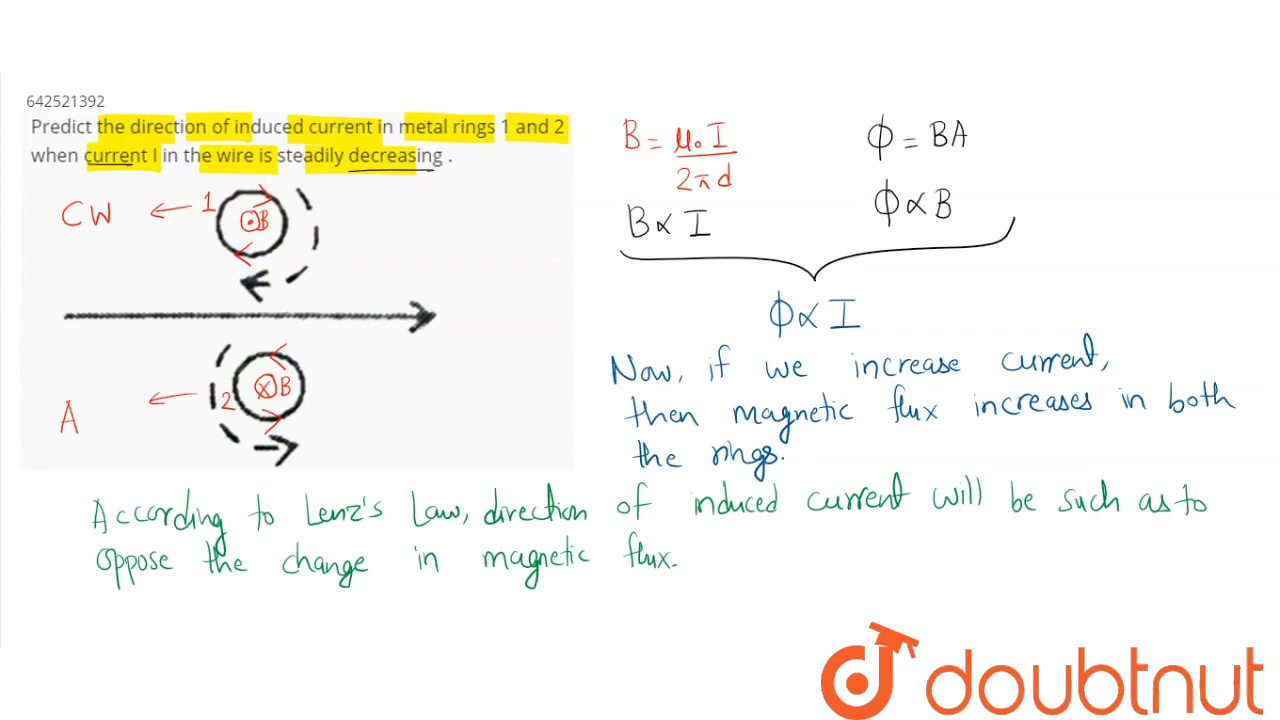 642521392
Predict the direction of induced current in metal rings 1 and 2
when current I in the wire is steadily decreasing .
B = μ₀ I / 2π d
B ∝ I
ϕ = BA
ϕ ∝ B
CW
1
B
ϕ ∝ I
A
2
B
Now, if we increase current,
then magnetic flux increases in both
the rings.
According to Lenz's Law, direction of induced current will be such as to
oppose the change in magnetic flux.
doubtnut